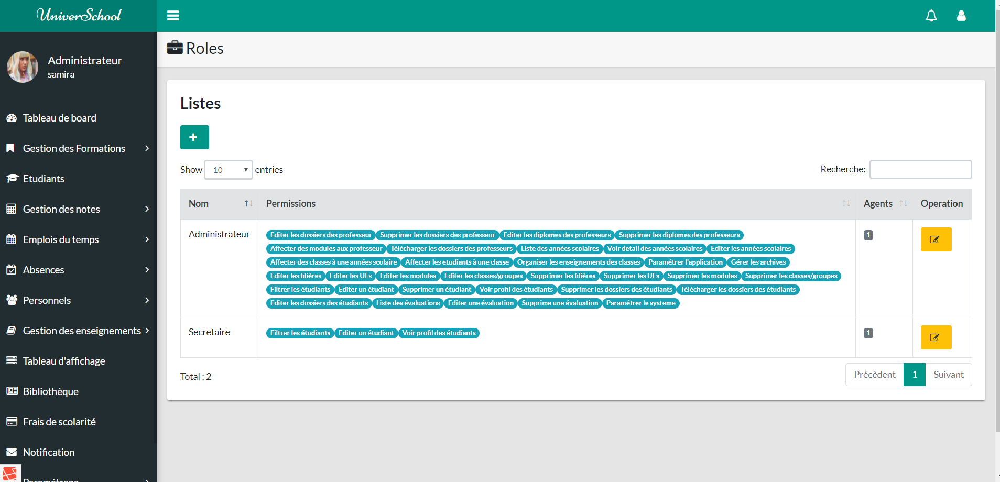 UniverSchool
Administrateur
samira
Tableau de board
Gestion des Formations
Etudiants
Gestion des notes
Emplois du temps
Absences
Personnels
Gestion des enseignements
Tableau d'affichage
Bibliothèque
Frais de scolarité
Notification
Paramétrage
Roles
Listes
Show 10 entries
Recherche:
Nom Permissions Agents Operation
Administrateur
Editer les dossiers des professeur Supprimer les dossiers des professeur Editer les diplomes des professeurs Supprimer les diplomes des professeurs
Affecter des modules aux professeur Télécharger les dossiers des professeurs Liste des années scolaires Voir detail des années scolaires Editer les années scolaires
Affecter des classes à une années scolaire Affecter les etudiants à une classe Organiser les enseignements des classes Paramétrer l'application Gérer les archives
Editer les filières Editer les UEs Editer les modules Editer les classes/groupes Supprimer les filières Supprimer les UEs Supprimer les modules Supprimer les classes/groupes
Filtrer les étudiants Editer un étudiant Supprimer un étudiant Voir profil des étudiants Supprimer les dossiers des étudiants Télécharger les dossiers des étudiants
Editer les dossiers des étudiants Liste des évaluations Editer une évaluation Supprime une évaluation Paramétrer le systeme
1
Secretaire
Filtrer les étudiants Editer un étudiant Voir profil des étudiants
1
Total : 2
Précèdent 1 Suivant